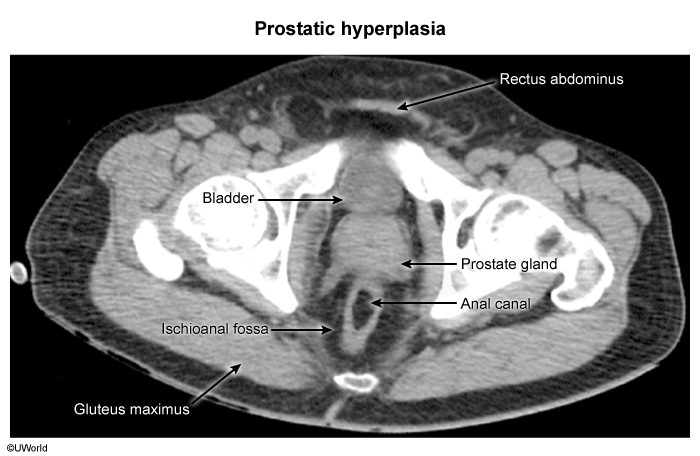 Prostatic hyperplasia
Rectus abdominus
Bladder
Prostate gland
Anal canal
Ischioanal fossa
Gluteus maximus
©UWorld